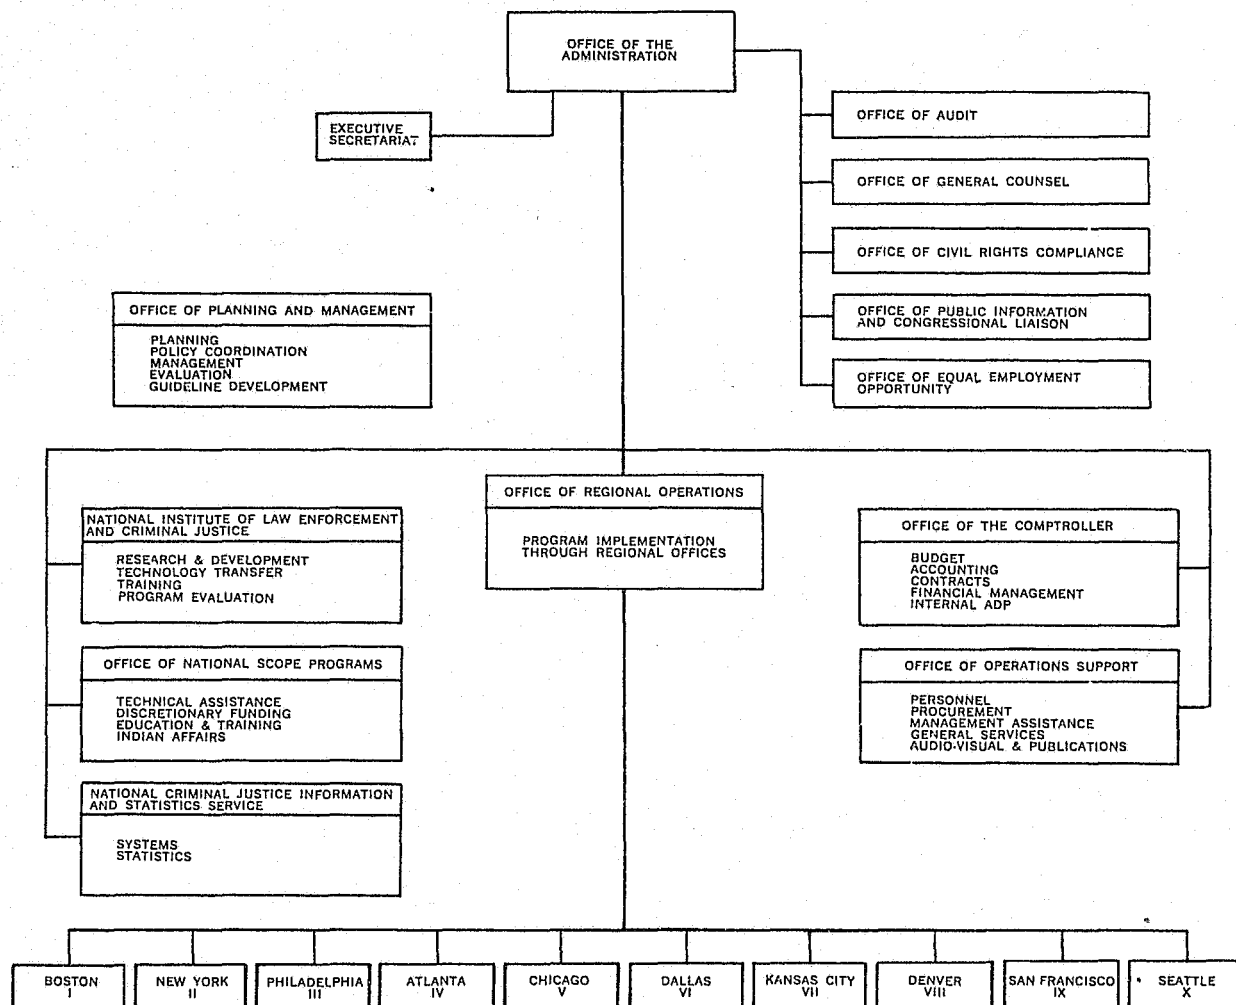 OFFICE OF THE
ADMINISTRATION
EXECUTIVE
SECRETARIAT
OFFICE OF AUDIT
OFFICE OF GENERAL COUNSEL
OFFICE OF CIVIL RIGHTS COMPLIANCE
OFFICE OF PUBLIC INFORMATION
AND CONGRESSIONAL LIAISON
OFFICE OF EQUAL EMPLOYMENT
OPPORTUNITY
OFFICE OF PLANNING AND MANAGEMENT
PLANNING
POLICY COORDINATION
MANAGEMENT
EVALUATION
GUIDELINE DEVELOPMENT
NATIONAL INSTITUTE OF LAW ENFORCEMENT
AND CRIMINAL JUSTICE
RESEARCH & DEVELOPMENT
TECHNOLOGY TRANSFER
TRAINING
PROGRAM EVALUATION
OFFICE OF REGIONAL OPERATIONS
PROGRAM IMPLEMENTATION
THROUGH REGIONAL OFFICES
OFFICE OF THE COMPTROLLER
BUDGET
ACCOUNTING
CONTRACTS
FINANCIAL MANAGEMENT
INTERNAL ADP
OFFICE OF NATIONAL SCOPE PROGRAMS
TECHNICAL ASSISTANCE
DISCRETIONARY FUNDING
EDUCATION & TRAINING
INDIAN AFFAIRS
OFFICE OF OPERATIONS SUPPORT
PERSONNEL
PROCUREMENT
MANAGEMENT ASSISTANCE
GENERAL SERVICES
AUDIO-VISUAL & PUBLICATIONS
NATIONAL CRIMINAL JUSTICE INFORMATION
AND STATISTICS SERVICE
SYSTEMS
STATISTICS
BOSTON
I
NEW YORK
II
PHILADELPHIA
III
ATLANTA
IV
CHICAGO
V
DALLAS
VI
KANSAS CITY
VII
DENVER
VIII
SAN FRANCISCO
IX
SEATTLE
X